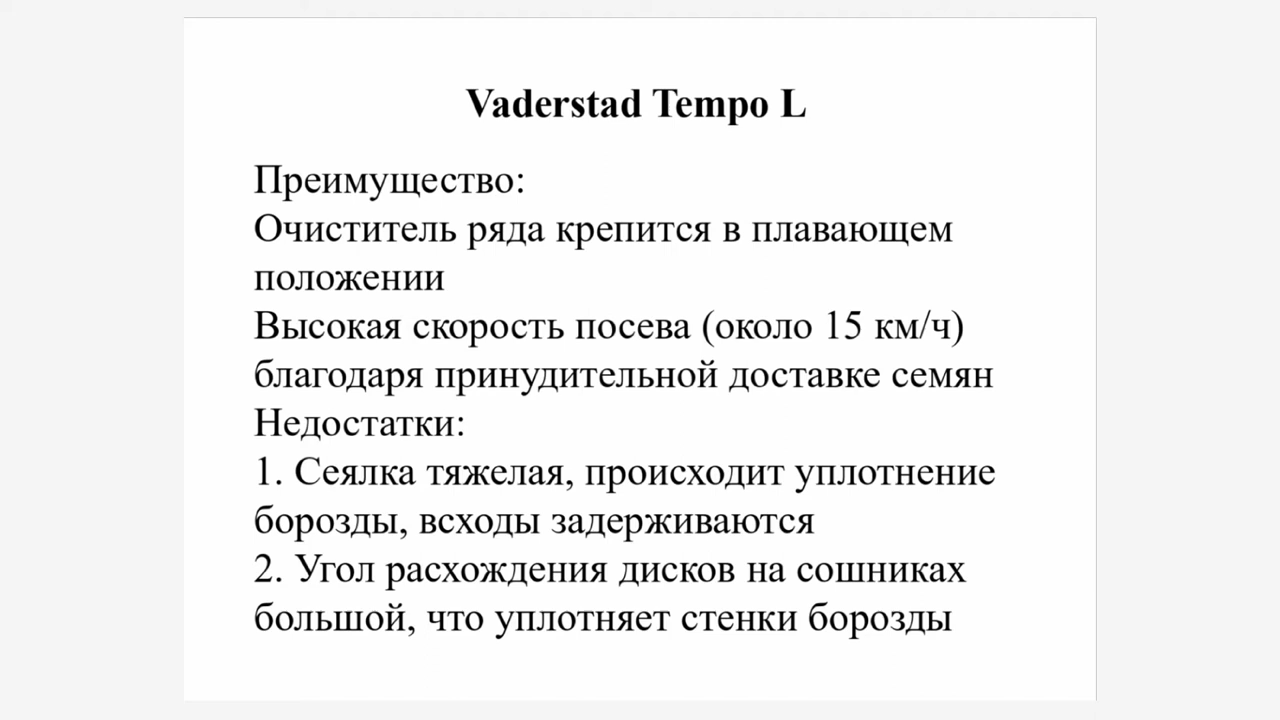 Vaderstad Tempo L
Преимущество:
Очиститель ряда крепится в плавающем
положении
Высокая скорость посева (около 15 км/ч)
благодаря принудительной доставке семян
Недостатки:
1. Сеялка тяжелая, происходит уплотнение
борозды, всходы задерживаются
2. Угол расхождения дисков на сошниках
большой, что уплотняет стенки борозды